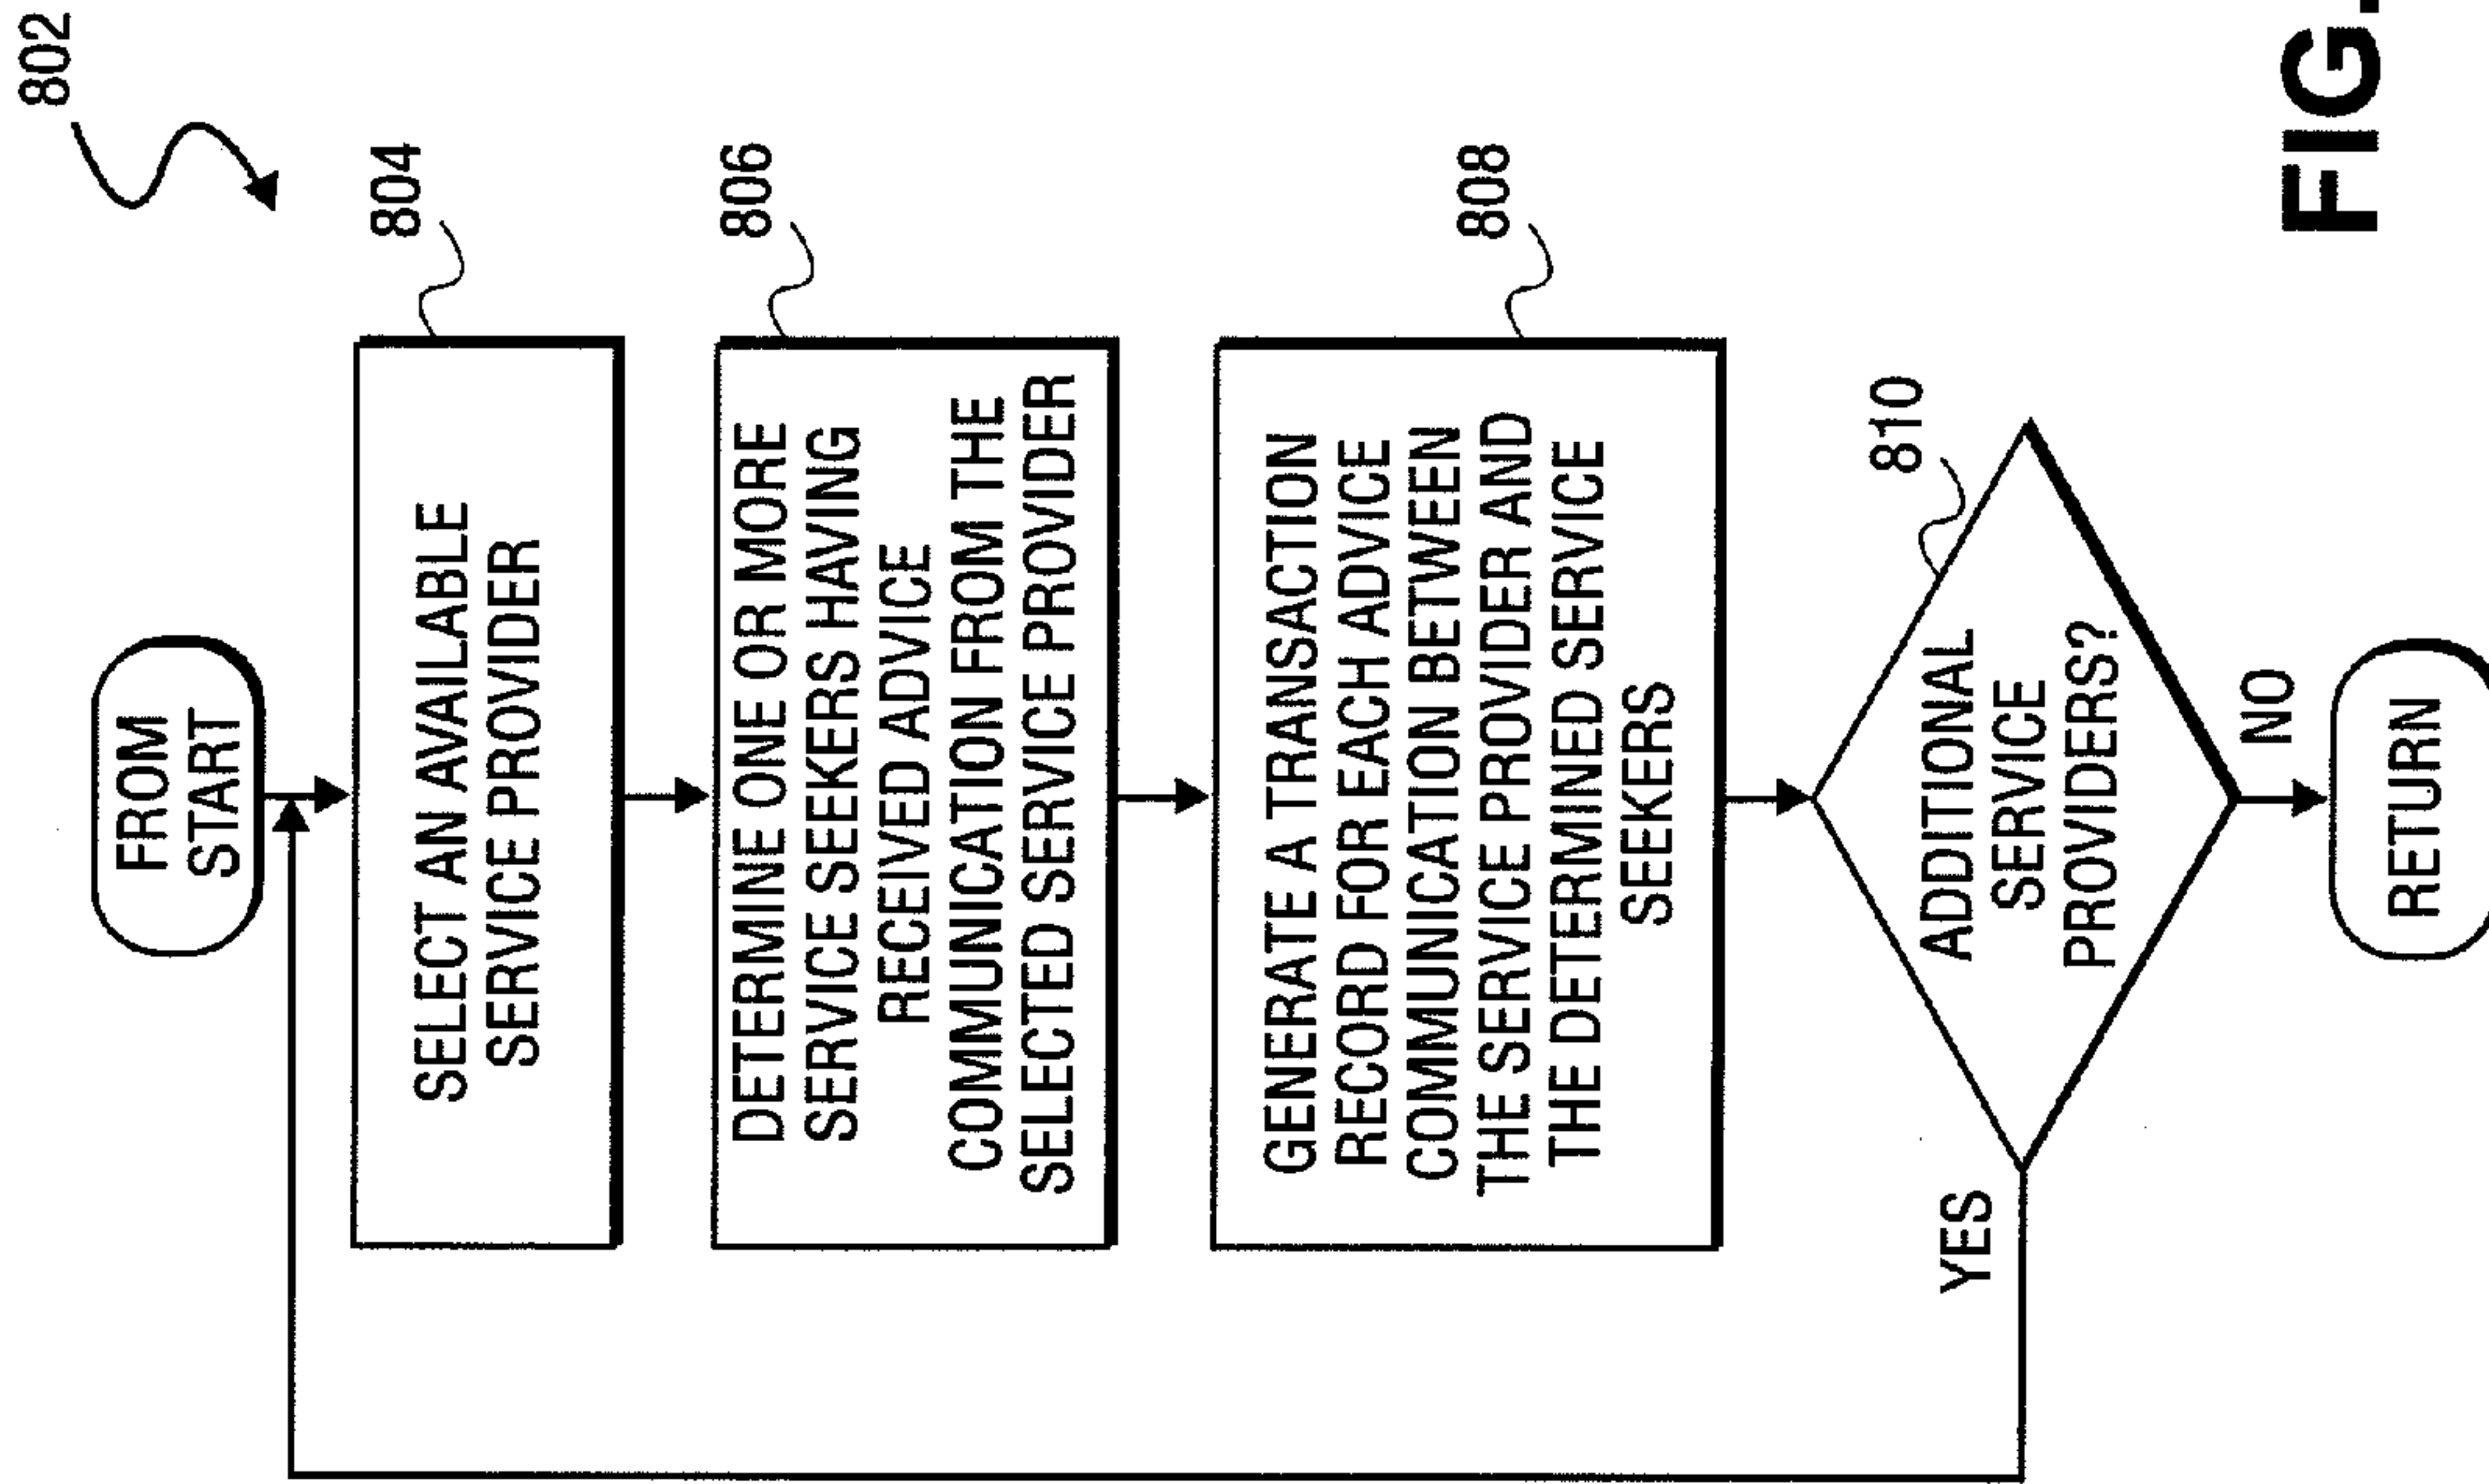 802
FROM
START
804
SELECT AN AVAILABLE
SERVICE PROVIDER
806
DETERMINE ONE OR MORE
SERVICE SEEKERS HAVING
RECEIVED ADVICE
COMMUNICATION FROM THE
SELECTED SERVICE PROVIDER
808
GENERATE A TRANSACTION
RECORD FOR EACH ADVICE
COMMUNICATION BETWEEN
THE SERVICE PROVIDER AND
THE DETERMINED SERVICE
SEEKERS
810
ADDITIONAL
SERVICE
PROVIDERS?
YES
NO
RETURN
FIG.